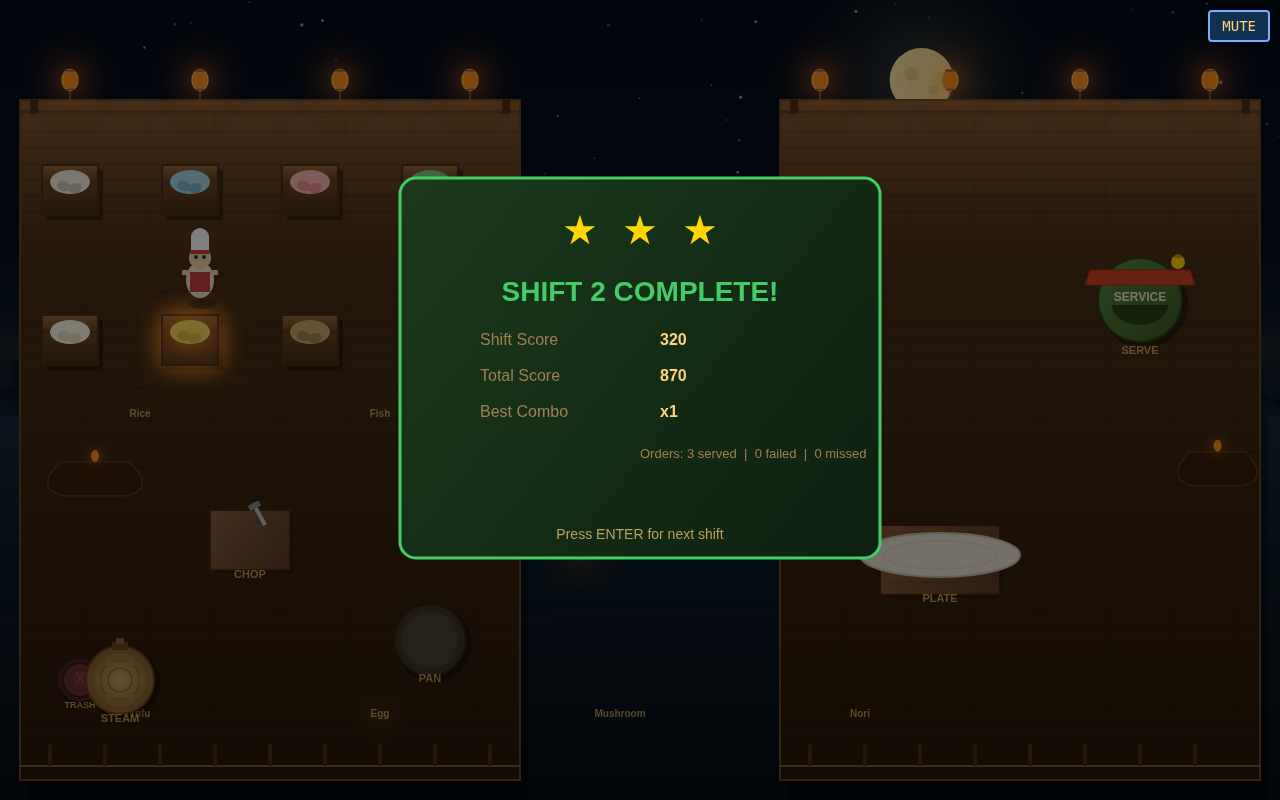 MUTE
SHIFT 2 COMPLETE!
Shift Score 320
Total Score 870
Best Combo x1
Orders: 3 served | 0 failed | 0 missed
Press ENTER for next shift
SERVICE
SERVE
Rice
Fish
CHOP
PLATE
PAN
X
TRASH
STEAM
Egg
Mushroom
Nori